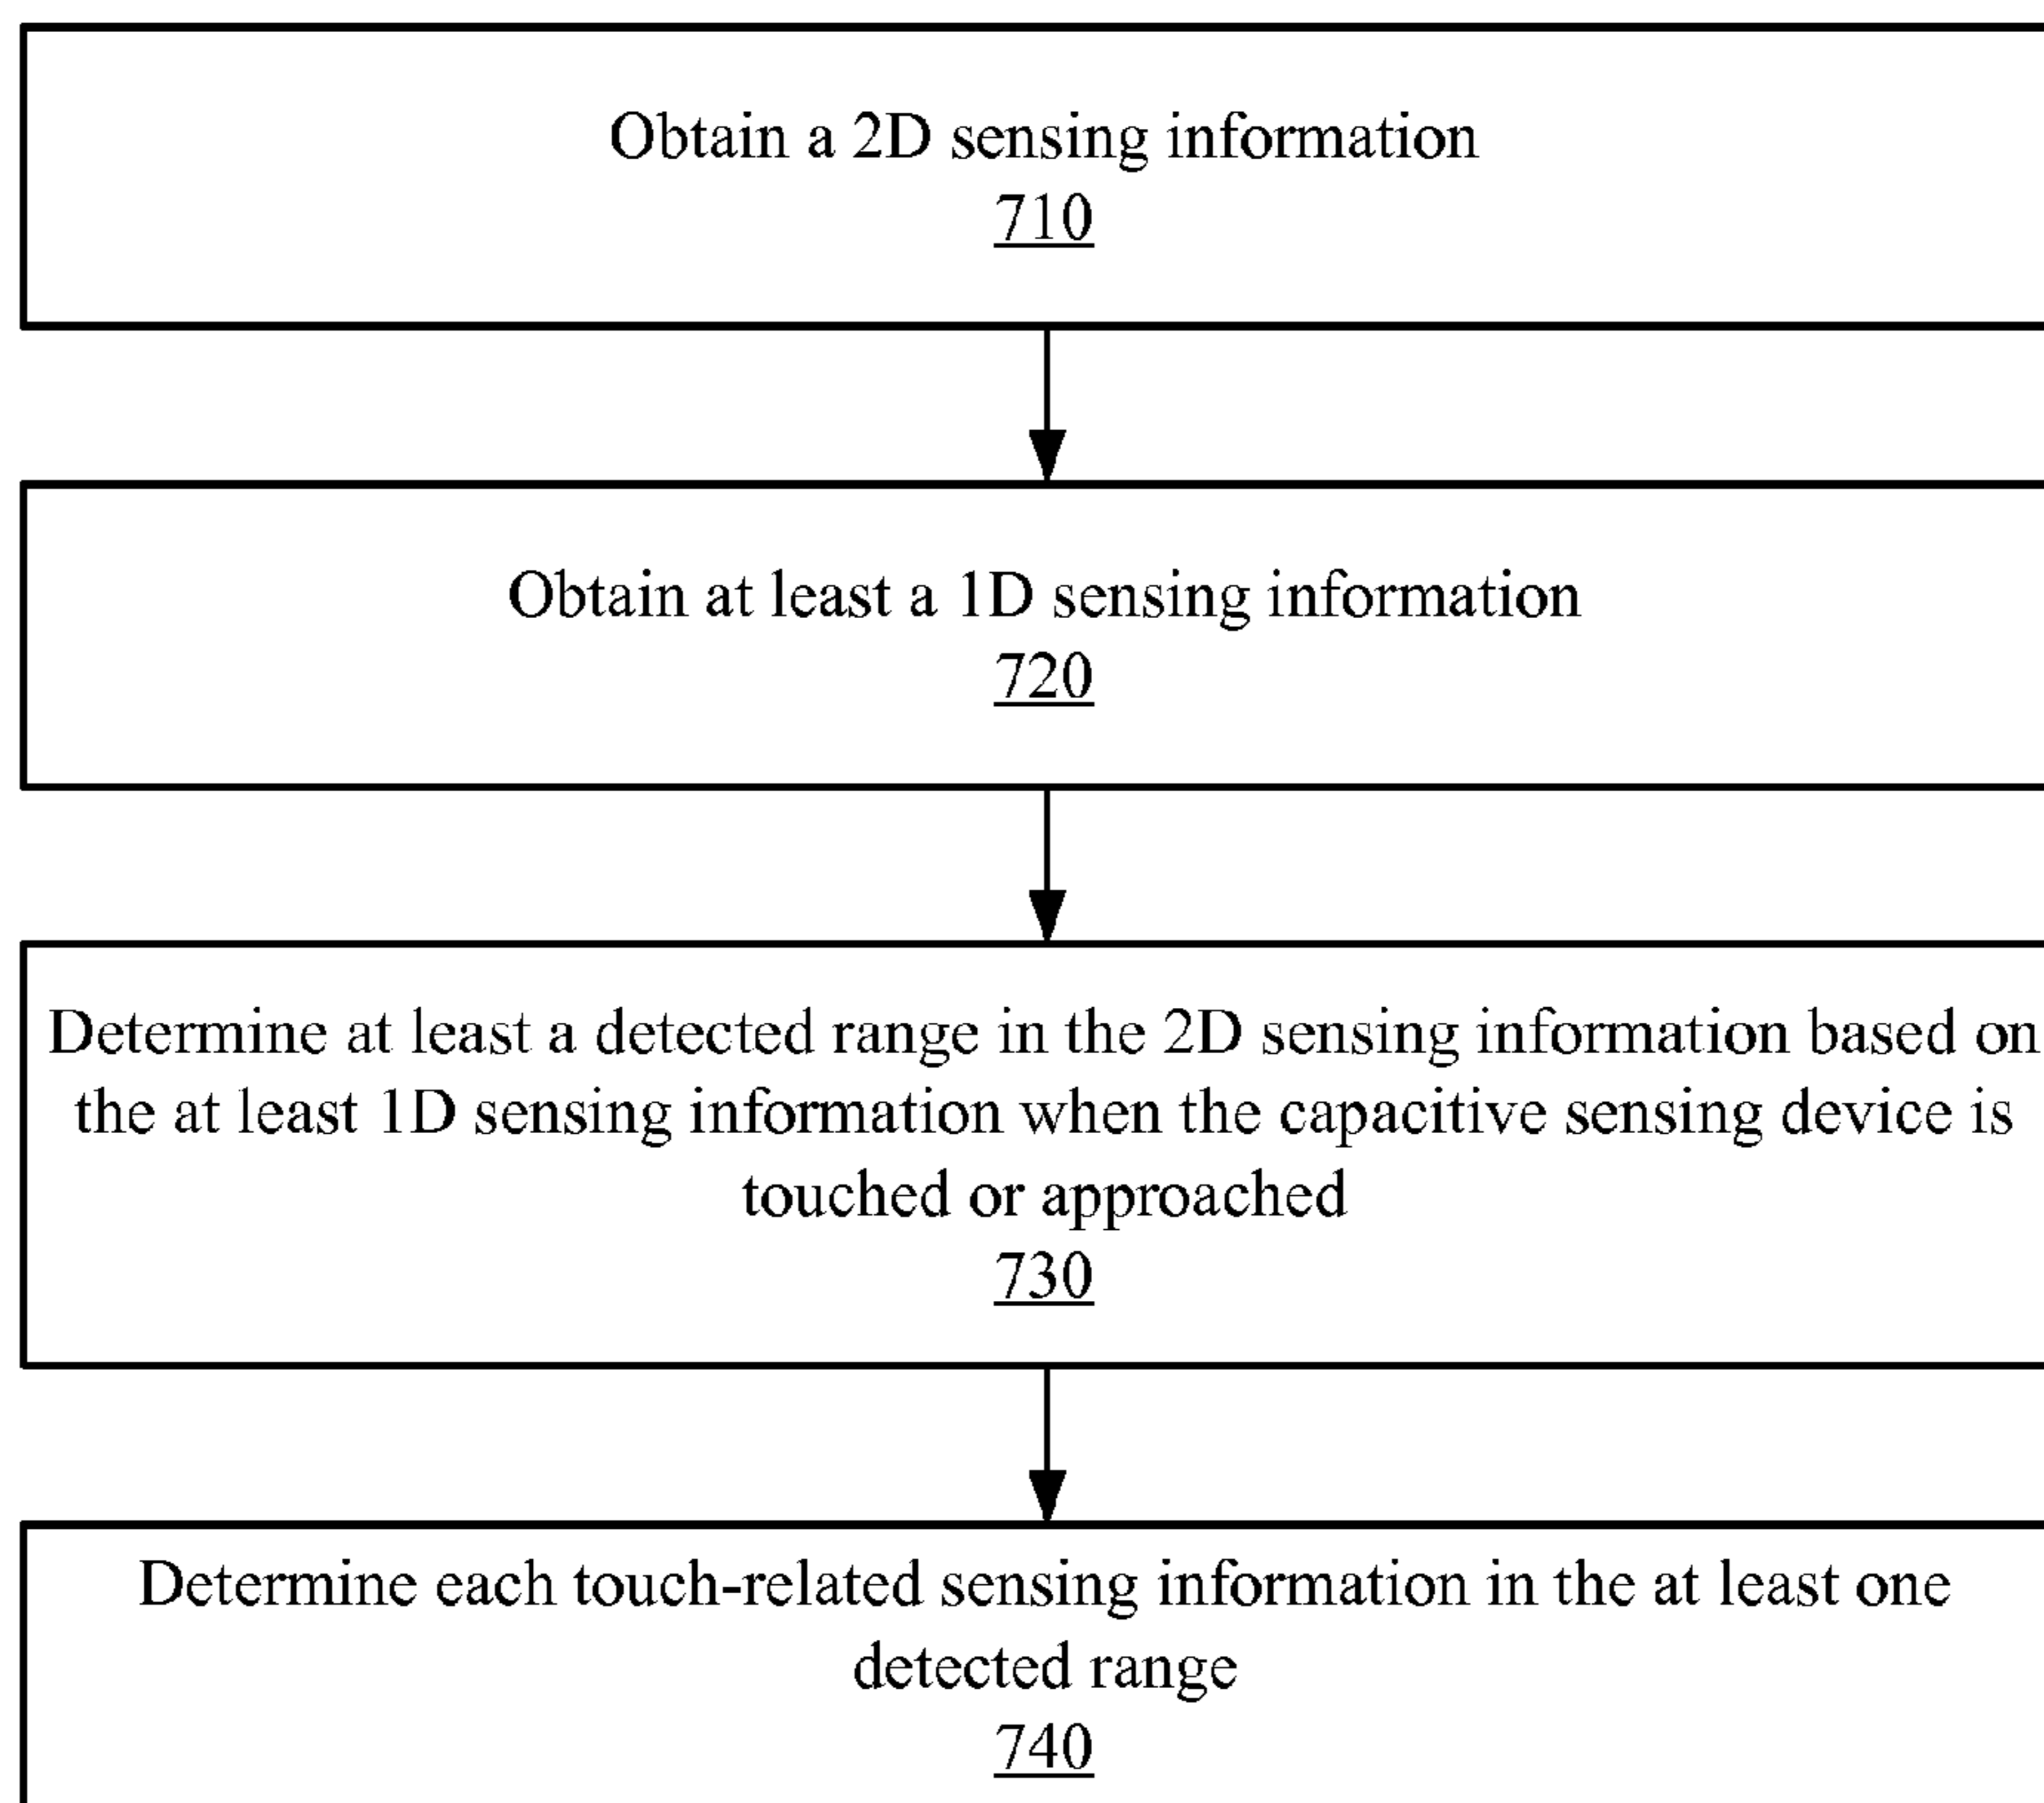 Obtain a 2D sensing information
710
Obtain at least a 1D sensing information
720
Determine at least a detected range in the 2D sensing information based on
the at least 1D sensing information when the capacitive sensing device is
touched or approached
730
Determine each touch-related sensing information in the at least one
detected range
740